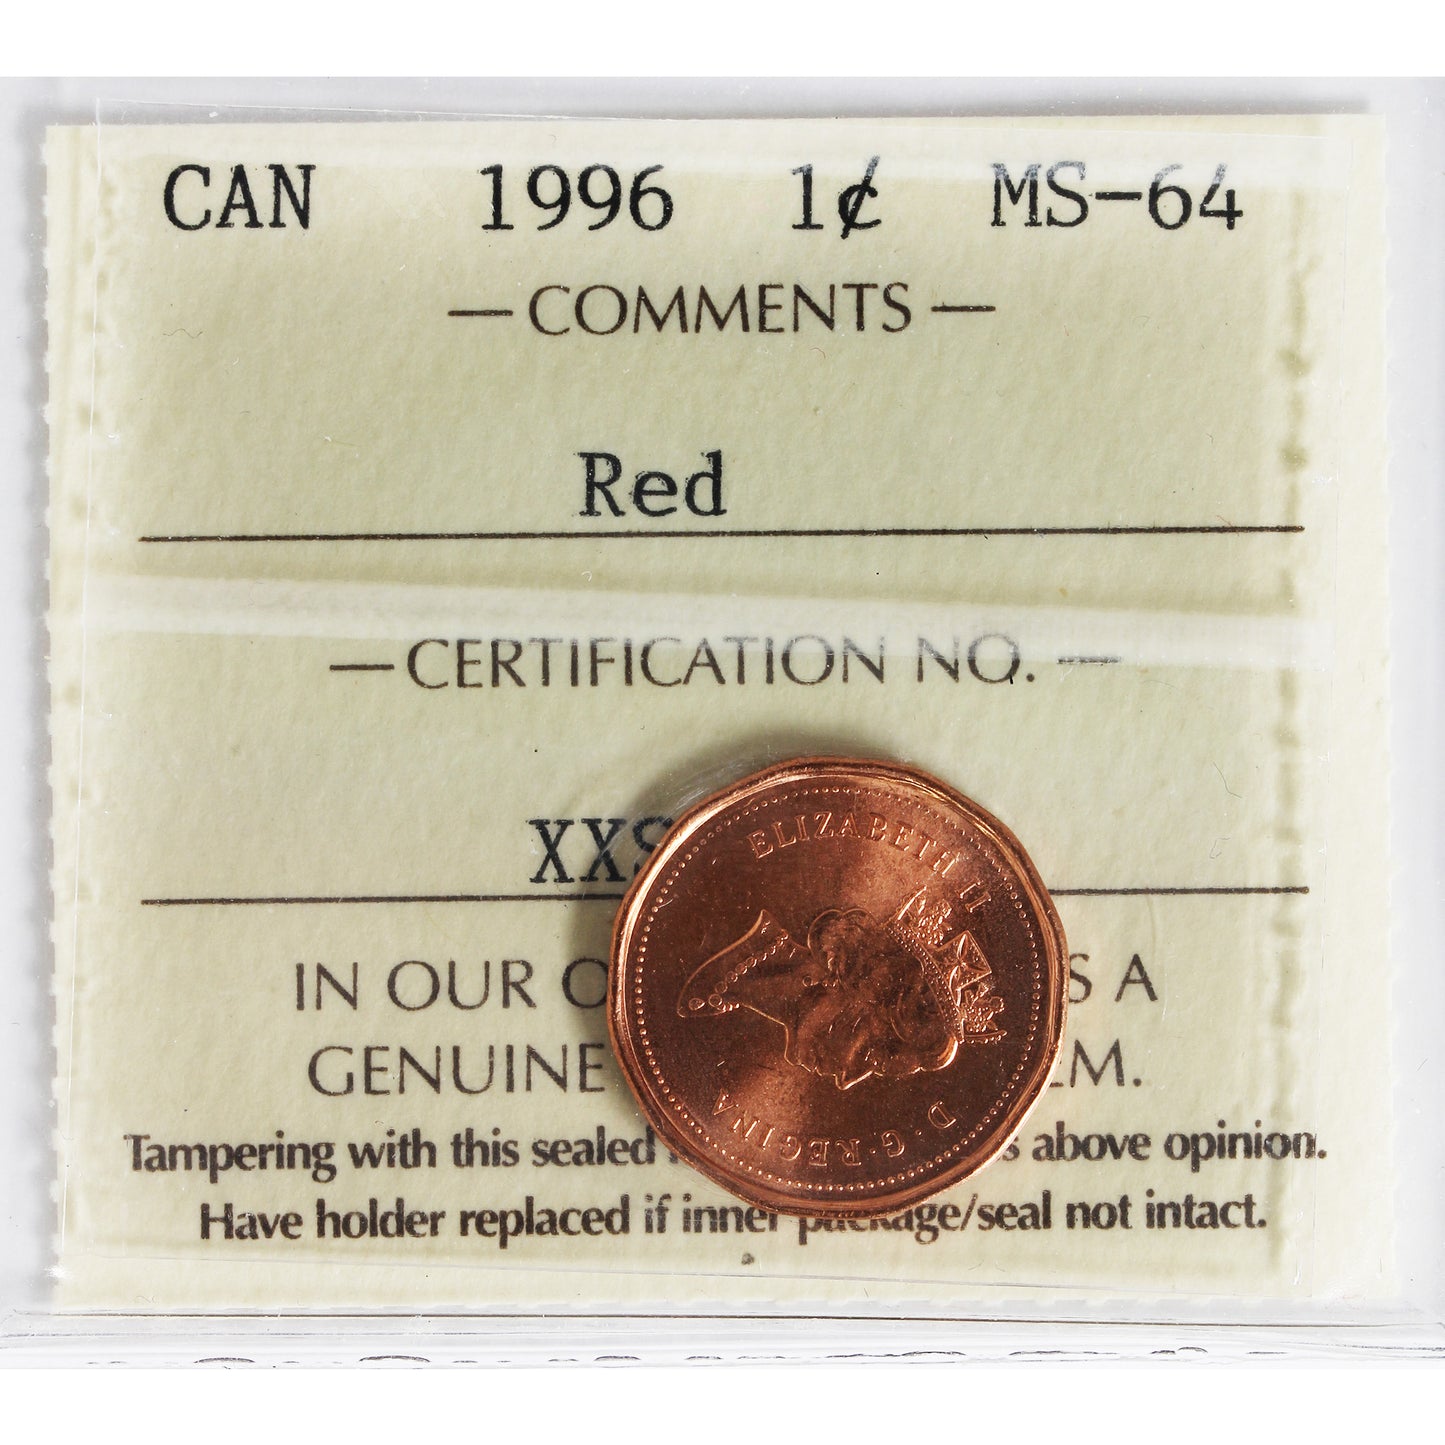 CAN 1996 1¢ MS-64
— COMMENTS —
Red
— CERTIFICATION NO. —
XXS
IN OUR A
GENUINE
Tampering with this sealed above opinion.
Have holder replaced if inner package/seal not intact.
ELIZABETH II
D·G·REGINA